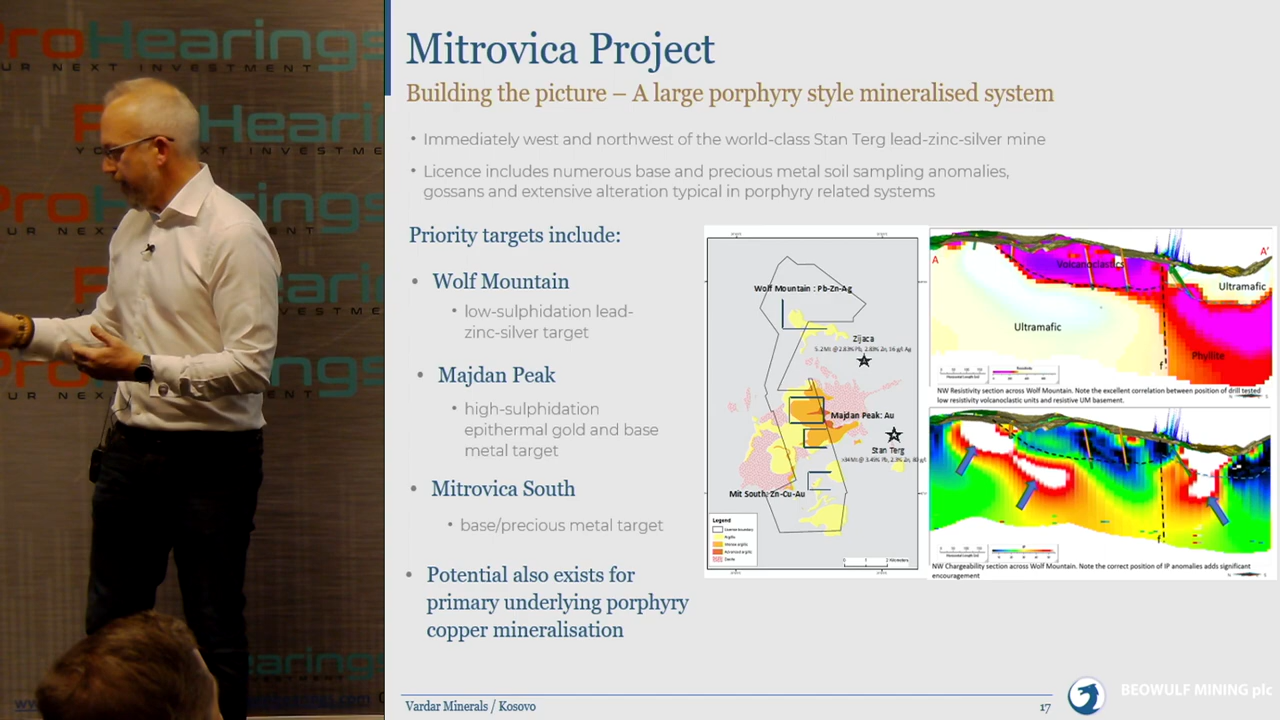 ProHearings
OUR NEXT INVESTMENT
Hearin
YOUR NEXT INVESTME
Mitrovica Project
Building the picture – A large porphyry style mineralised system
• Immediately west and northwest of the world-class Stan Terg lead-zinc-silver mine
• Licence includes numerous base and precious metal soil sampling anomalies,
gossans and extensive alteration typical in porphyry related systems
Priority targets include:
• Wolf Mountain
• low-sulphidation lead-
zinc-silver target
• Majdan Peak
• high-sulphidation
epithermal gold and base
metal target
• Mitrovica South
• base/precious metal target
• Potential also exists for
primary underlying porphyry
copper mineralisation
Wolf Mountain : Pb-Zn-Ag
Zijaca
Majdan Peak: Au
Stan Terg
Mit South: Zn-Cu-Au
Legend
A
A'
Volcanoclastics
Ultramafic
Ultramafic
Phyllite
f
NW Resistivity section across Wolf Mountain. Note the excellent correlation between position of drill tested
low resistivity volcanoclastic units and resistive UM basement.
f
NW Chargeability section across Wolf Mountain. Note the correct position of IP anomalies adds significant
encouragement
Vardar Minerals / Kosovo
17
BEOWULF MINING plc